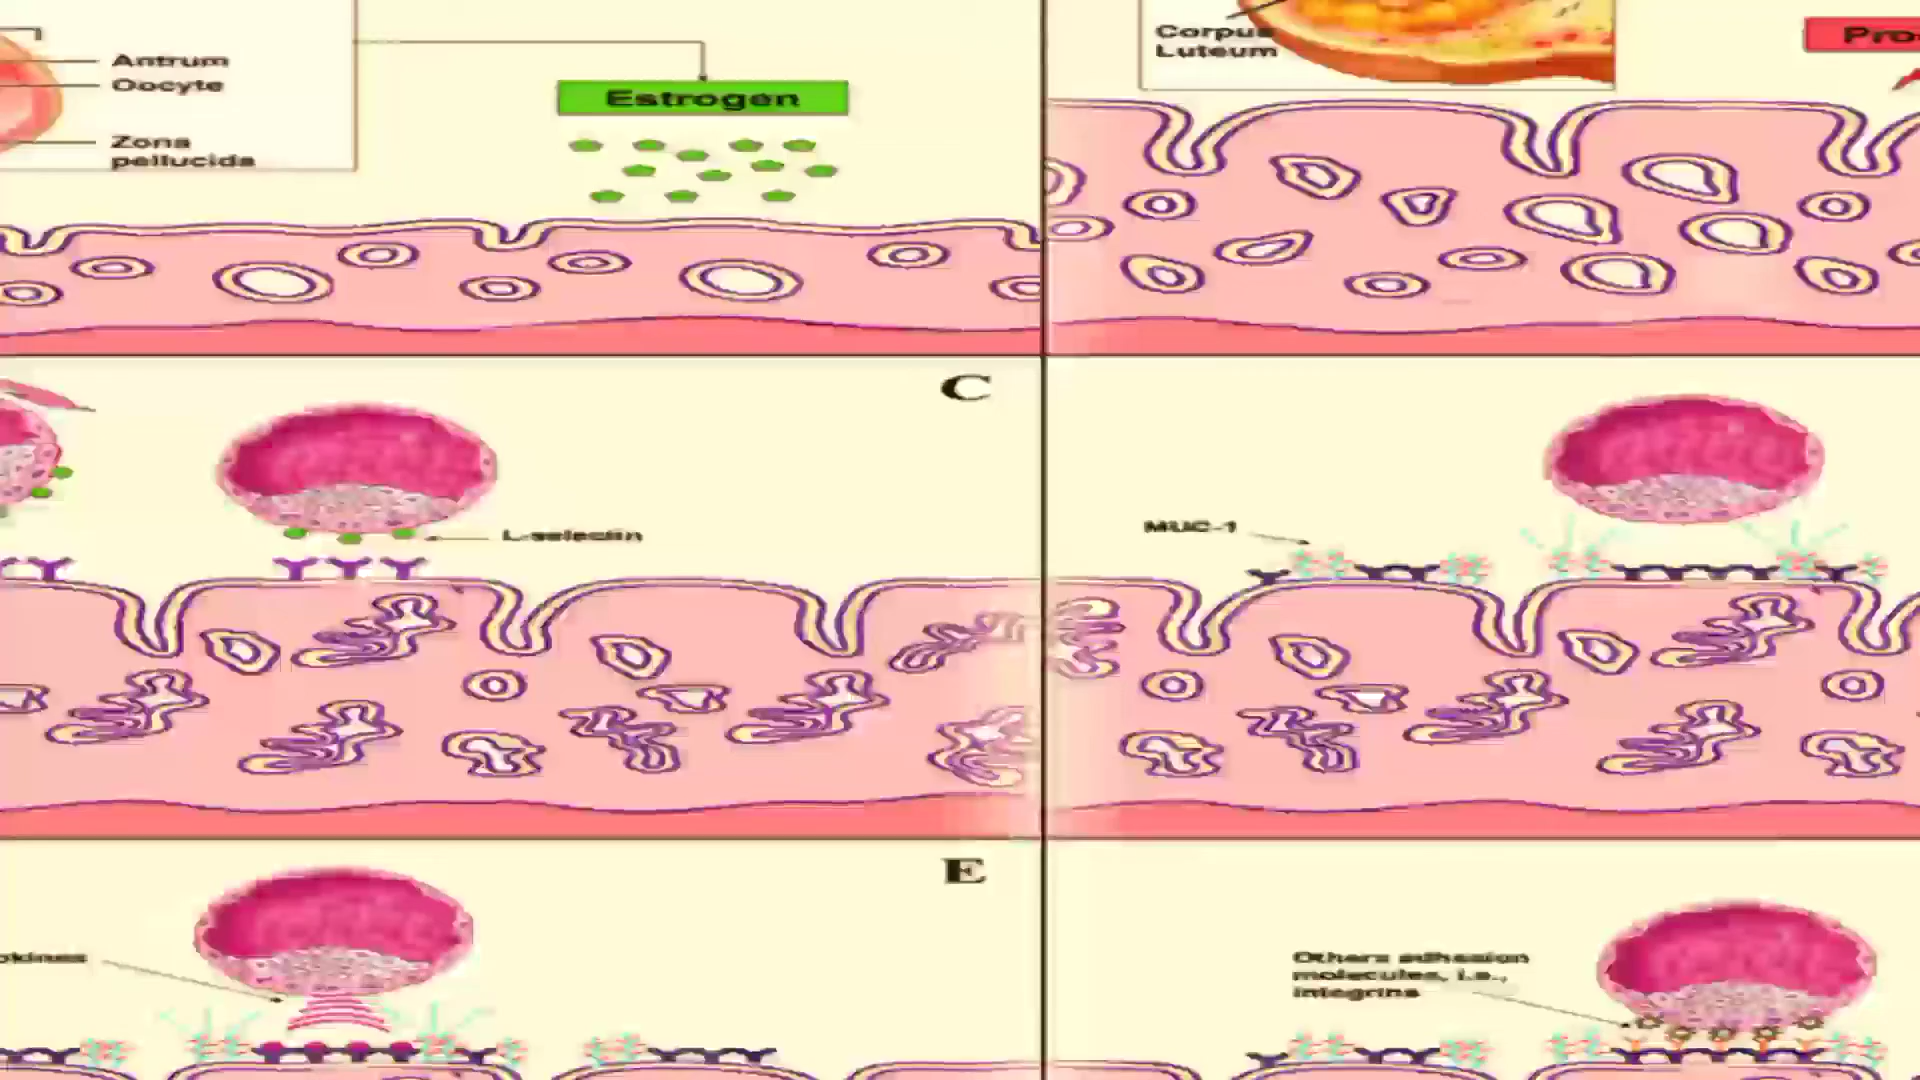 Antrum
Oocyte
Zona
pellucida
Estrogen
Corpus
Luteum
C
L-selectin
MUC-1
E
Others adhesion
molecules, i.e.,
integrins